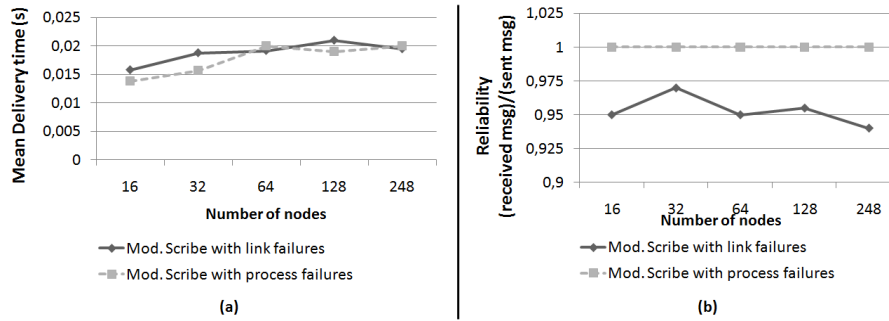 Mean Delivery time (s)
0,025
0,02
0,015
0,01
0,005
0
16 32 64 128 248
Number of nodes
Mod. Scribe with link failures
Mod. Scribe with process failures
(a)
Reliability
(received msg)/(sent msg)
1,025
1
0,975
0,95
0,925
0,9
16 32 64 128 248
Number of nodes
Mod. Scribe with link failures
Mod. Scribe with process failures
(b)